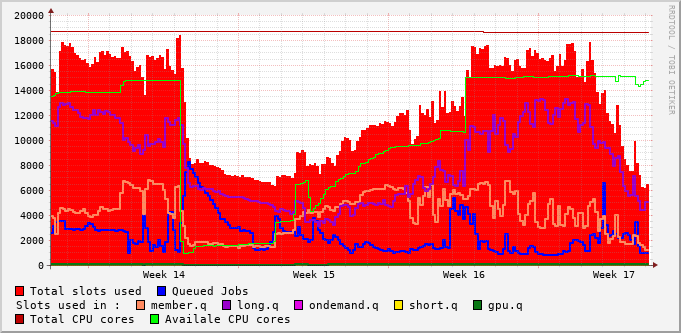 20000
18000
16000
14000
12000
10000
8000
6000
4000
2000
0
Week 14 Week 15 Week 16 Week 17
RRDTOOL / TOBI OETIKER
Total slots used Queued Jobs
Slots used in : member.q long.q ondemand.q short.q gpu.q
Total CPU cores Availale CPU cores